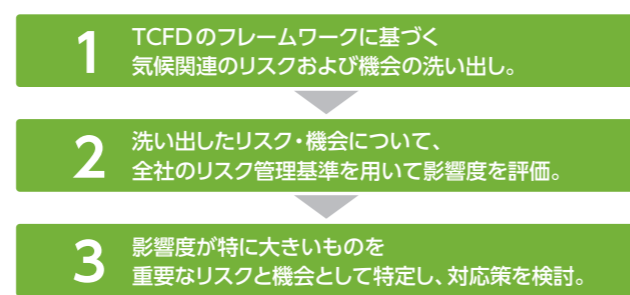 1
TCFDのフレームワークに基づく
気候関連のリスクおよび機会の洗い出し。
2
洗い出したリスク・機会について、
全社のリスク管理基準を用いて影響度を評価。
3
影響度が特に大きいものを
重要なリスクと機会として特定し、対応策を検討。